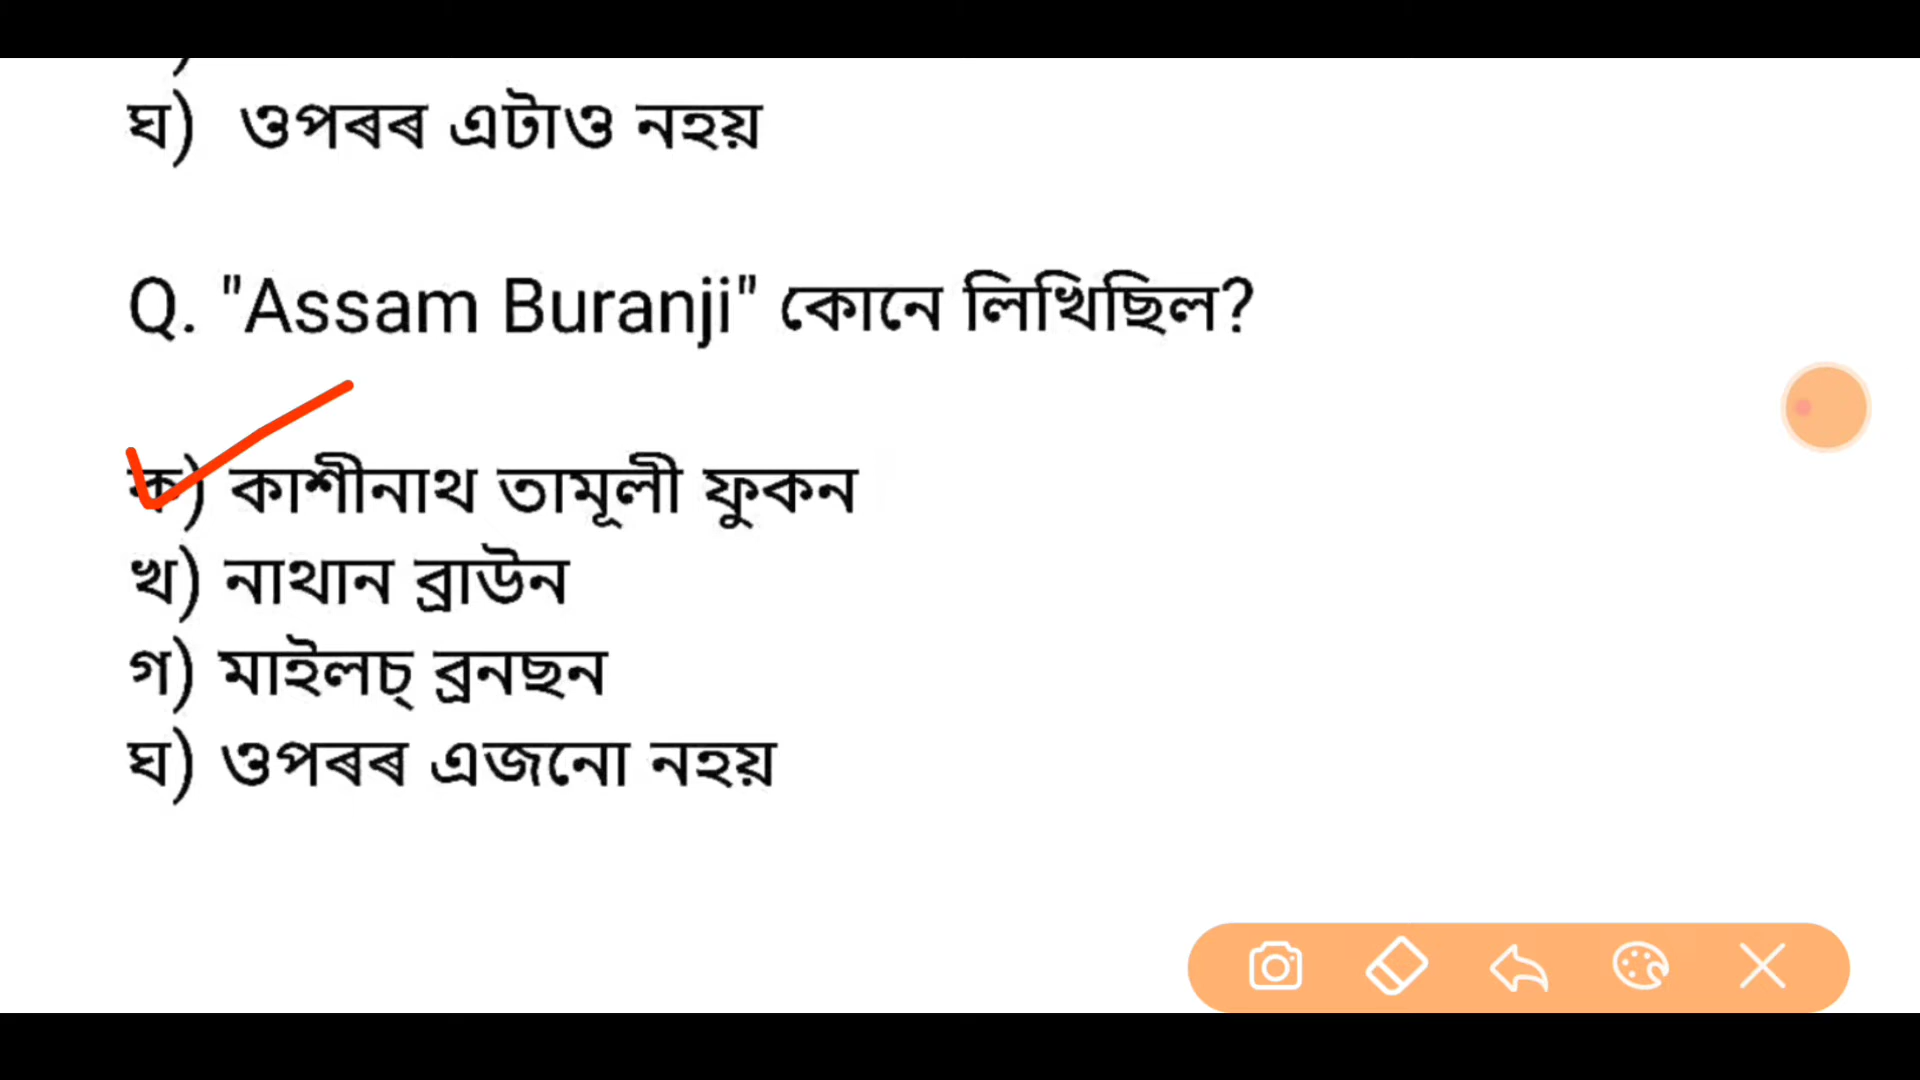 ঘ) ওপৰৰ এটাও নহয়
Q. "Assam Buranji" কোনে লিখিছিল?
ক) কাশীনাথ তামূলী ফুকন
খ) নাথান ব্ৰাউন
গ) মাইলচ্ ব্ৰনছন
ঘ) ওপৰৰ এজনো নহয়